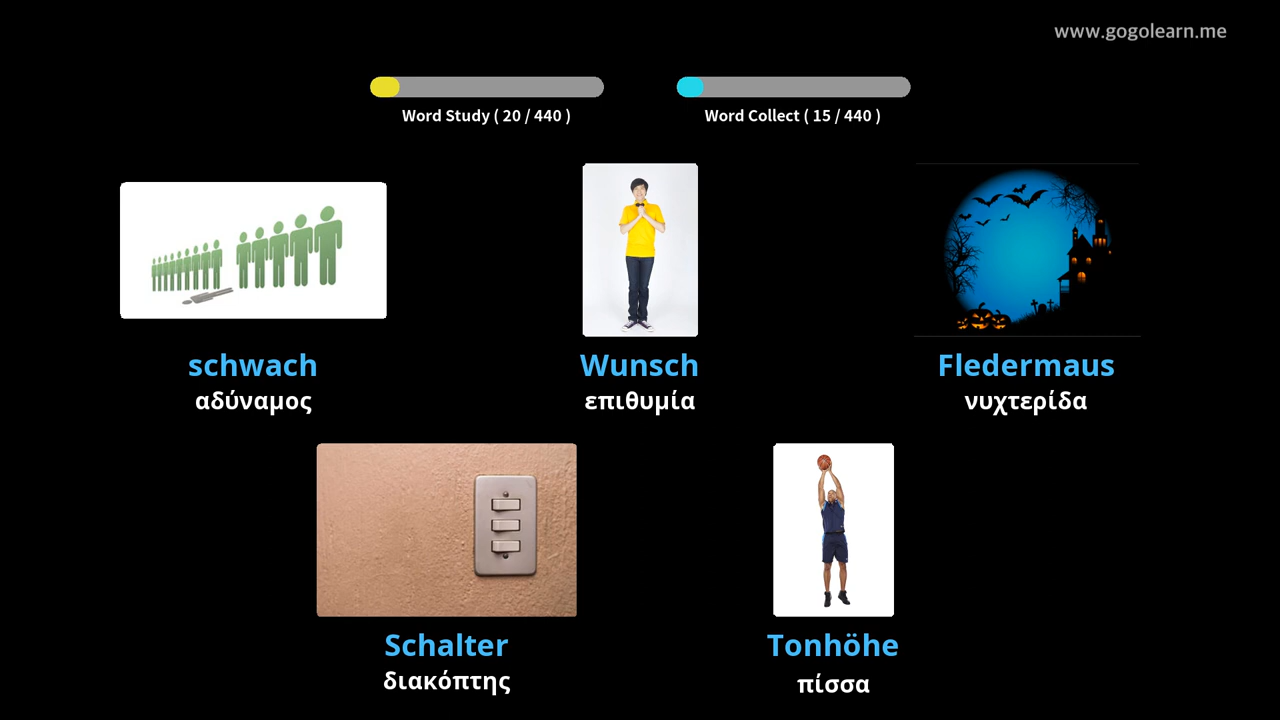 www.gogolearn.me
Word Study ( 20 / 440 )
Word Collect ( 15 / 440 )
schwach
αδύναμος
Wunsch
επιθυμία
Fledermaus
νυχτερίδα
Schalter
διακόπτης
Tonhöhe
πίσσα